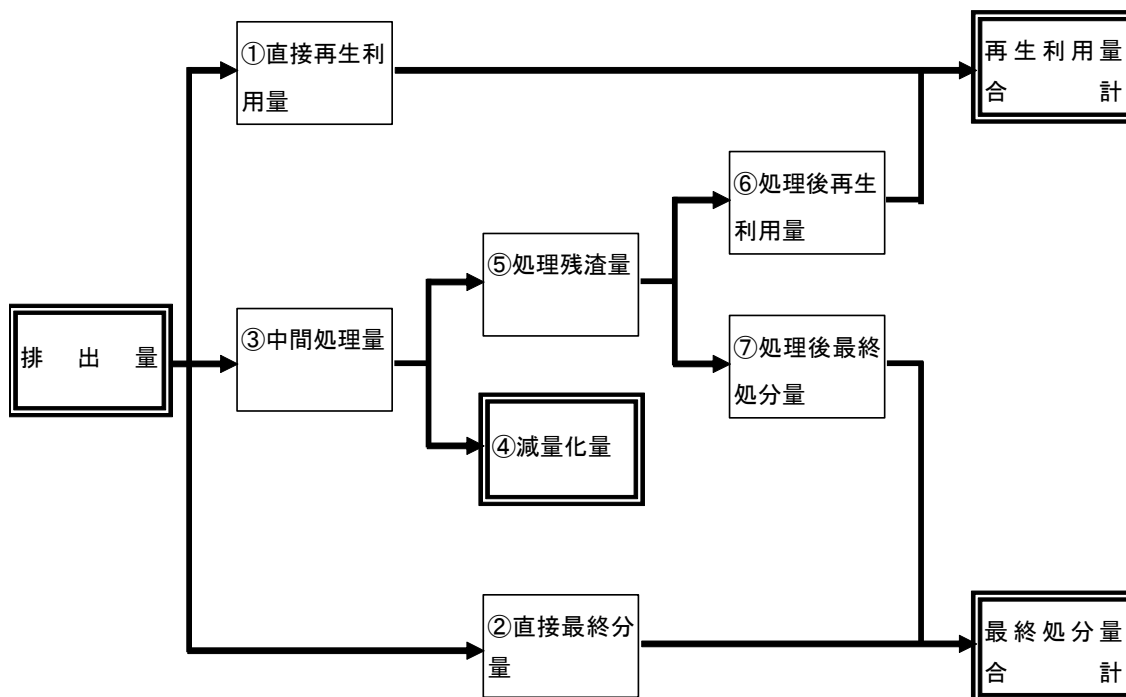 ①直接再生利
用量
再生利用量
合計
⑥処理後再生
利用量
⑤処理残渣量
排出量
③中間処理量
⑦処理後最終
処分量
④減量化量
②直接最終分
量
最終処分量
合計